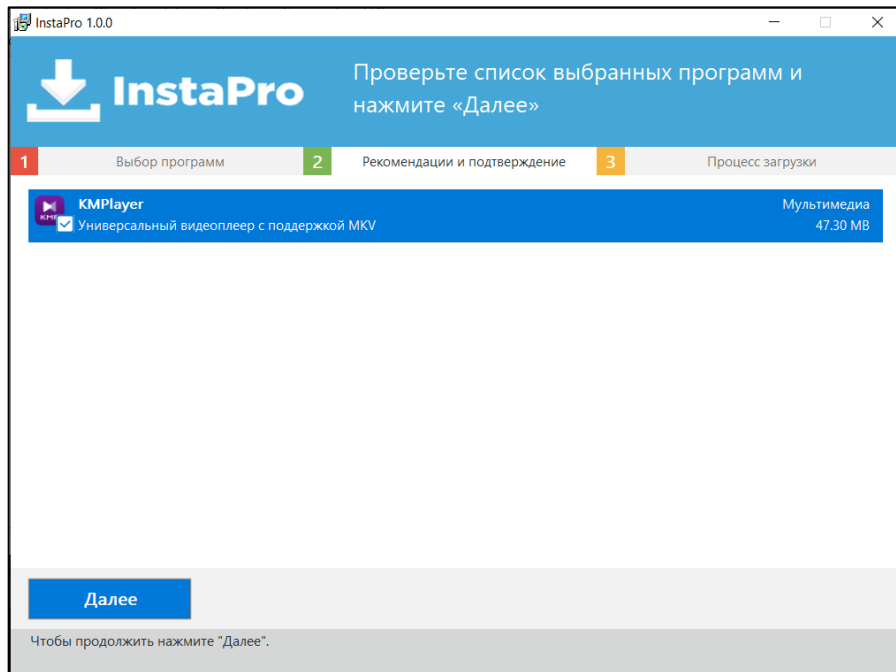 InstaPro 1.0.0
InstaPro
Проверьте список выбранных программ и
нажмите «Далее»
1 Выбор программ 2 Рекомендации и подтверждение 3 Процесс загрузки
KMPlayer Мультимедиа
Универсальный видеоплеер с поддержкой MKV 47.30 MB
Далее
Чтобы продолжить нажмите "Далее".